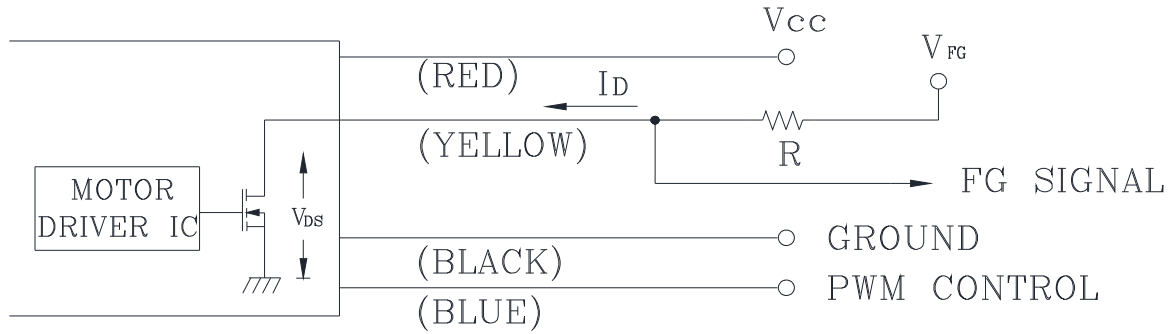 Vcc
VFG
(RED)
ID
(YELLOW)
R
FG SIGNAL
MOTOR
DRIVER IC
VDS
GROUND
(BLACK)
PWM CONTROL
(BLUE)